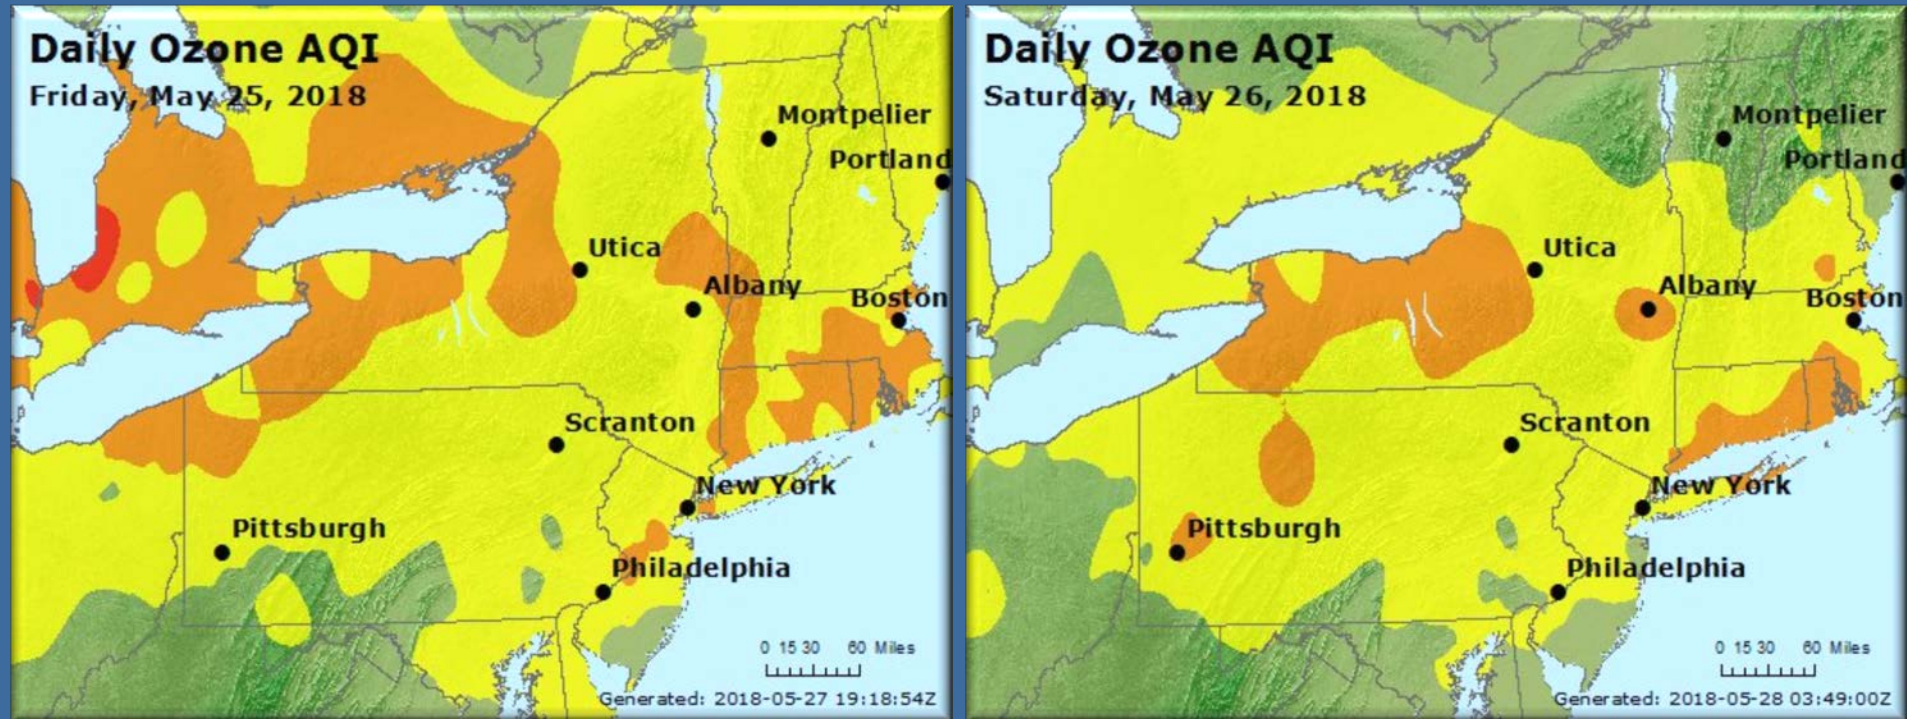 Daily Ozone AQI
Friday, May 25, 2018
Montpelier
Portland
Utica
Albany
Boston
Scranton
New York
Pittsburgh
Philadelphia
0 15 30 60 Miles
Generated: 2018-05-27 19:18:54Z
Daily Ozone AQI
Saturday, May 26, 2018
Montpelier
Portland
Utica
Albany
Boston
Scranton
New York
Pittsburgh
Philadelphia
0 15 30 60 Miles
Generated: 2018-05-28 03:49:00Z